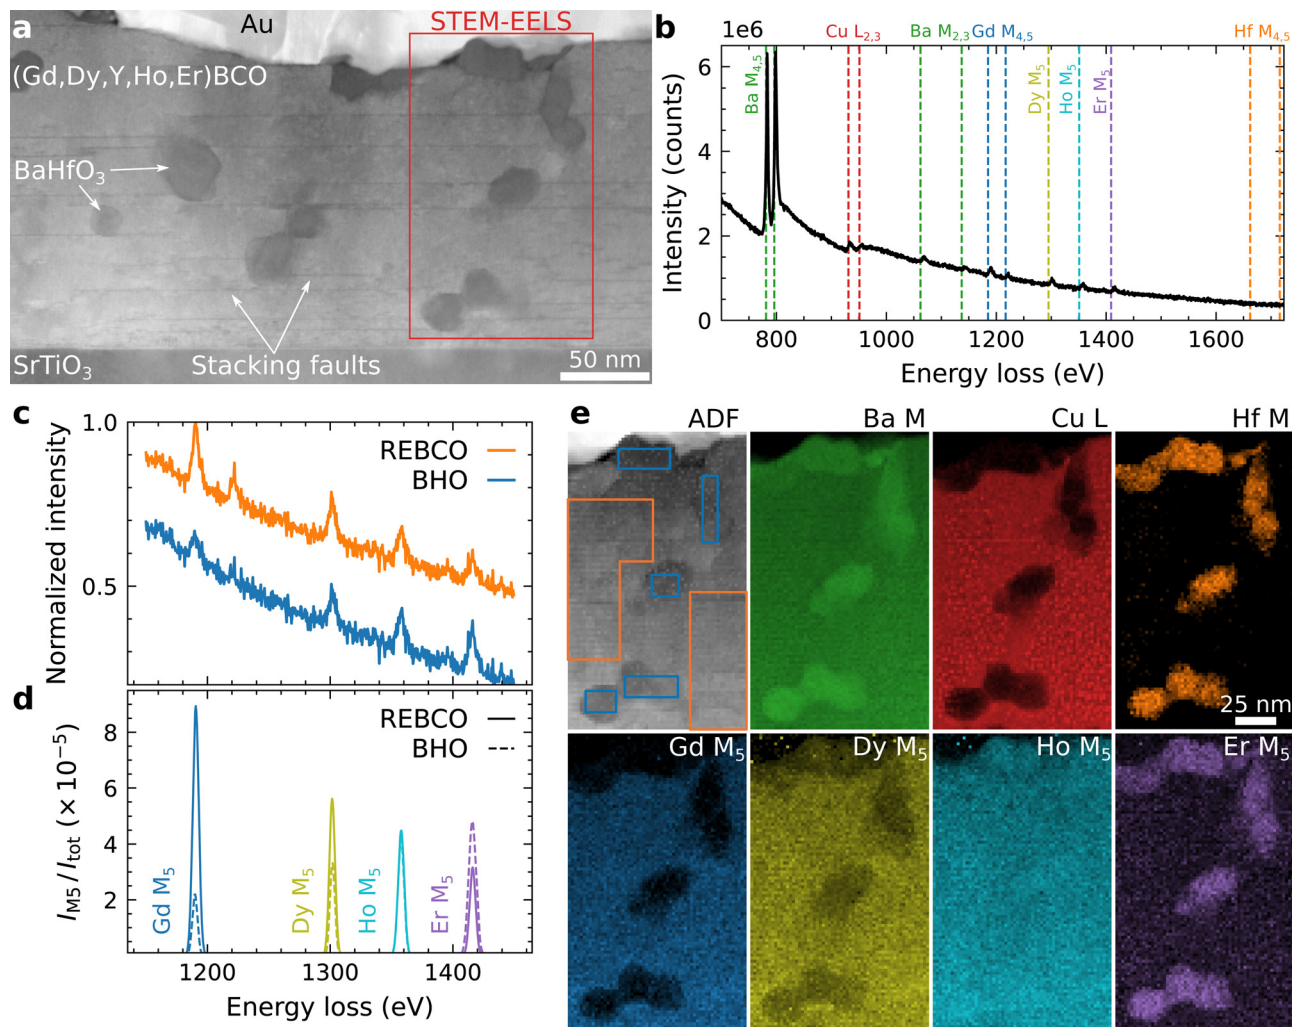 a
Au
STEM-EELS
(Gd,Dy,Y,Ho,Er)BCO
BaHfO₃
Stacking faults
SrTiO₃
50 nm
b
1e6
Cu L₂,₃
Ba M₂,₃
Gd M₄,₅
Hf M₄,₅
Ba M₄,₅
Dy M₅
Ho M₅
Er M₅
6
4
2
0
Intensity (counts)
800
1000
1200
1400
1600
Energy loss (eV)
c
1.0
0.5
Normalized intensity
REBCO
BHO
d
8
6
4
2
I_M5/I_tot (× 10⁻⁵)
REBCO
BHO
Gd M₅
Dy M₅
Ho M₅
Er M₅
1200
1300
1400
Energy loss (eV)
e
ADF
Ba M
Cu L
Hf M
25 nm
Gd M₅
Dy M₅
Ho M₅
Er M₅